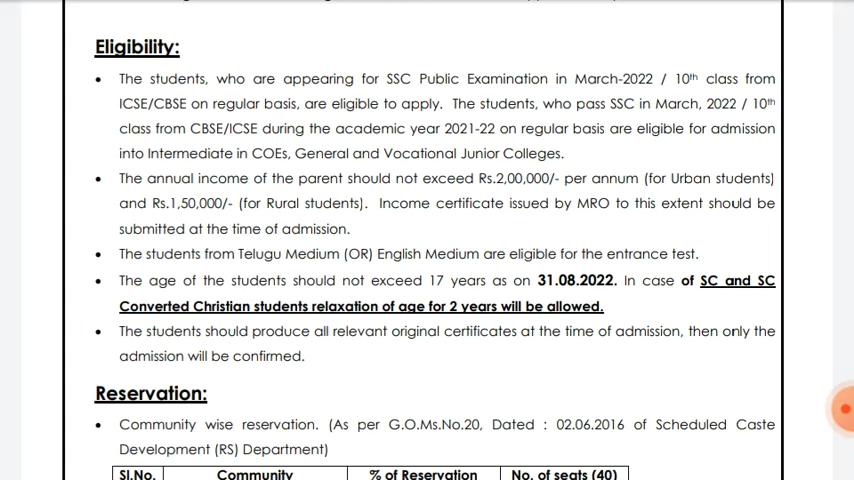 Eligibility:
• The students, who are appearing for SSC Public Examination in March-2022 / 10th class from
ICSE/CBSE on regular basis, are eligible to apply. The students, who pass SSC in March, 2022 / 10th
class from CBSE/ICSE during the academic year 2021-22 on regular basis are eligible for admission
into Intermediate in COEs, General and Vocational Junior Colleges.
• The annual income of the parent should not exceed Rs.2,00,000/- per annum (for Urban students)
and Rs.1,50,000/- (for Rural students). Income certificate issued by MRO to this extent should be
submitted at the time of admission.
• The students from Telugu Medium (OR) English Medium are eligible for the entrance test.
• The age of the students should not exceed 17 years as on 31.08.2022. In case of SC and SC
Converted Christian students relaxation of age for 2 years will be allowed.
• The students should produce all relevant original certificates at the time of admission, then only the
admission will be confirmed.
Reservation:
• Community wise reservation. (As per G.O.Ms.No.20, Dated : 02.06.2016 of Scheduled Caste
Development (RS) Department)
Sl.No. Community % of Reservation No. of seats (40)